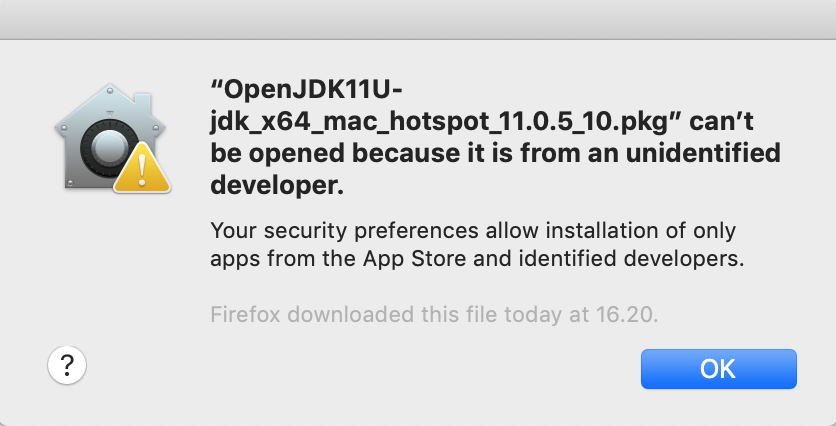 “OpenJDK11U-
jdk_x64_mac_hotspot_11.0.5_10.pkg” can’t
be opened because it is from an unidentified
developer.
Your security preferences allow installation of only
apps from the App Store and identified developers.
Firefox downloaded this file today at 16.20.
?
OK